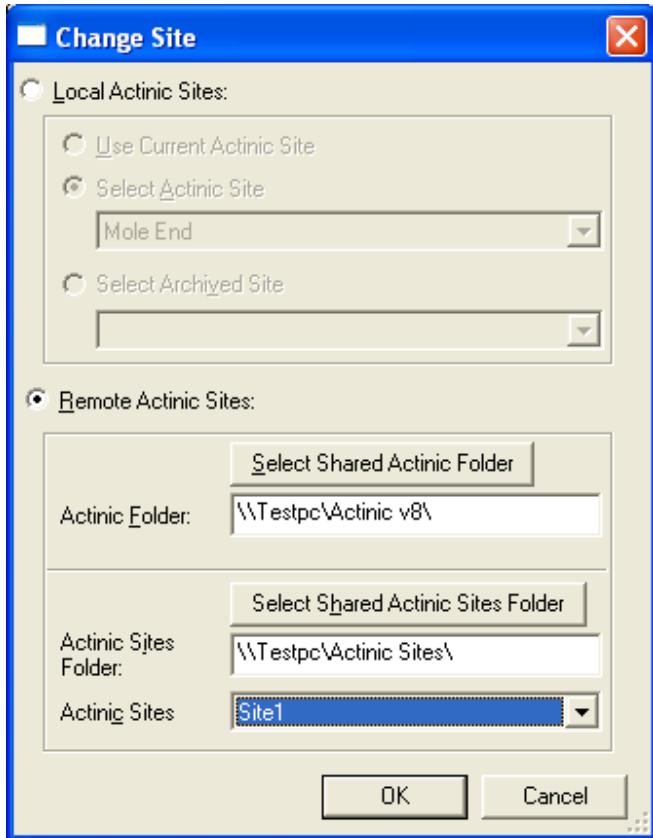 Change Site
Local Actinic Sites:
Use Current Actinic Site
Select Actinic Site
Mole End
Select Archived Site
Remote Actinic Sites:
Select Shared Actinic Folder
Actinic Folder:
\\Testpc\Actinic v8\
Select Shared Actinic Sites Folder
Actinic Sites
Folder:
\\Testpc\Actinic Sites\
Actinic Sites
Site1
OK
Cancel